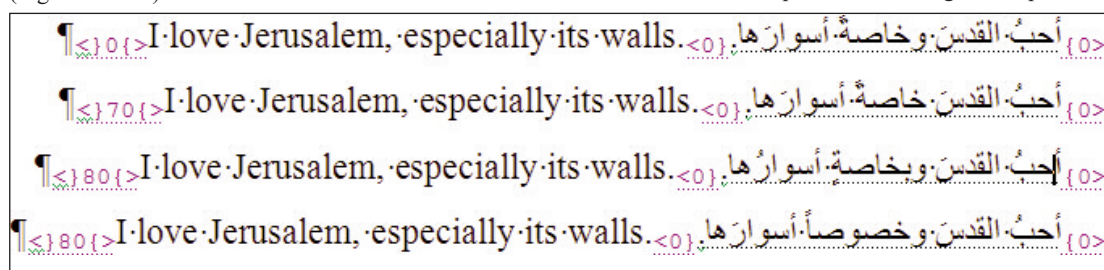 {0>أحبُ القدسَ وخاصةً أسوارَها.<0}I love Jerusalem, especially its walls.<}0{>¶
{0>أحبُ القدسَ خاصةً أسوارَها.<0}I love Jerusalem, especially its walls.<}70{>¶
{0>أحبُ القدسَ وبخاصةٍ أسوارُها.<0}I love Jerusalem, especially its walls.<}80{>¶
{0>أحبُ القدسَ وخصوصاً أسوارَها.<0}I love Jerusalem, especially its walls.<}80{>¶